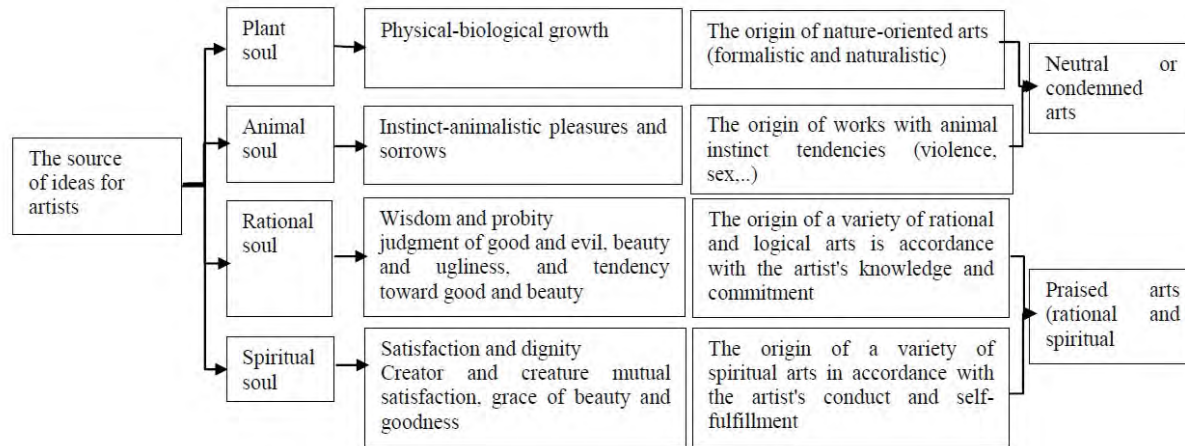 The source
of ideas for
artists
Plant
soul
Physical-biological growth
The origin of nature-oriented arts
(formalistic and naturalistic)
Animal
soul
Instinct-animalistic pleasures and
sorrows
The origin of works with animal
instinct tendencies (violence,
sex,..)
Neutral or
condemned
arts
Rational
soul
Wisdom and probity
judgment of good and evil, beauty
and ugliness, and tendency
toward good and beauty
The origin of a variety of rational
and logical arts is accordance
with the artist's knowledge and
commitment
Spiritual
soul
Satisfaction and dignity
Creator and creature mutual
satisfaction, grace of beauty and
goodness
The origin of a variety of
spiritual arts in accordance with
the artist's conduct and self-
fulfillment
Praised arts
(rational and
spiritual